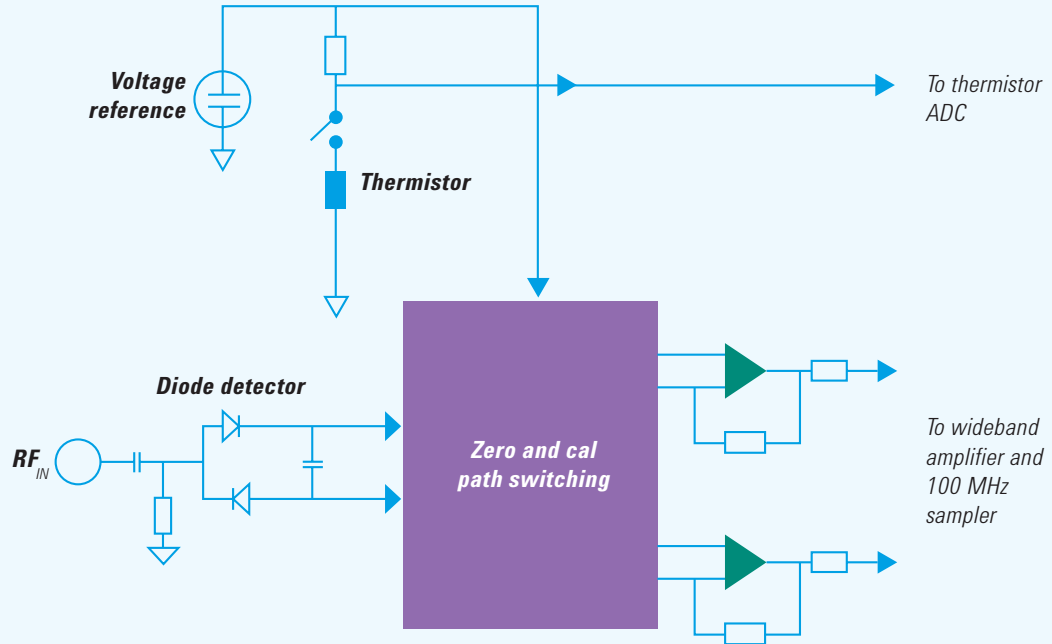 Voltage
reference
To thermistor
ADC
Thermistor
Diode detector
RF IN
Zero and cal
path switching
To wideband
amplifier and
100 MHz
sampler